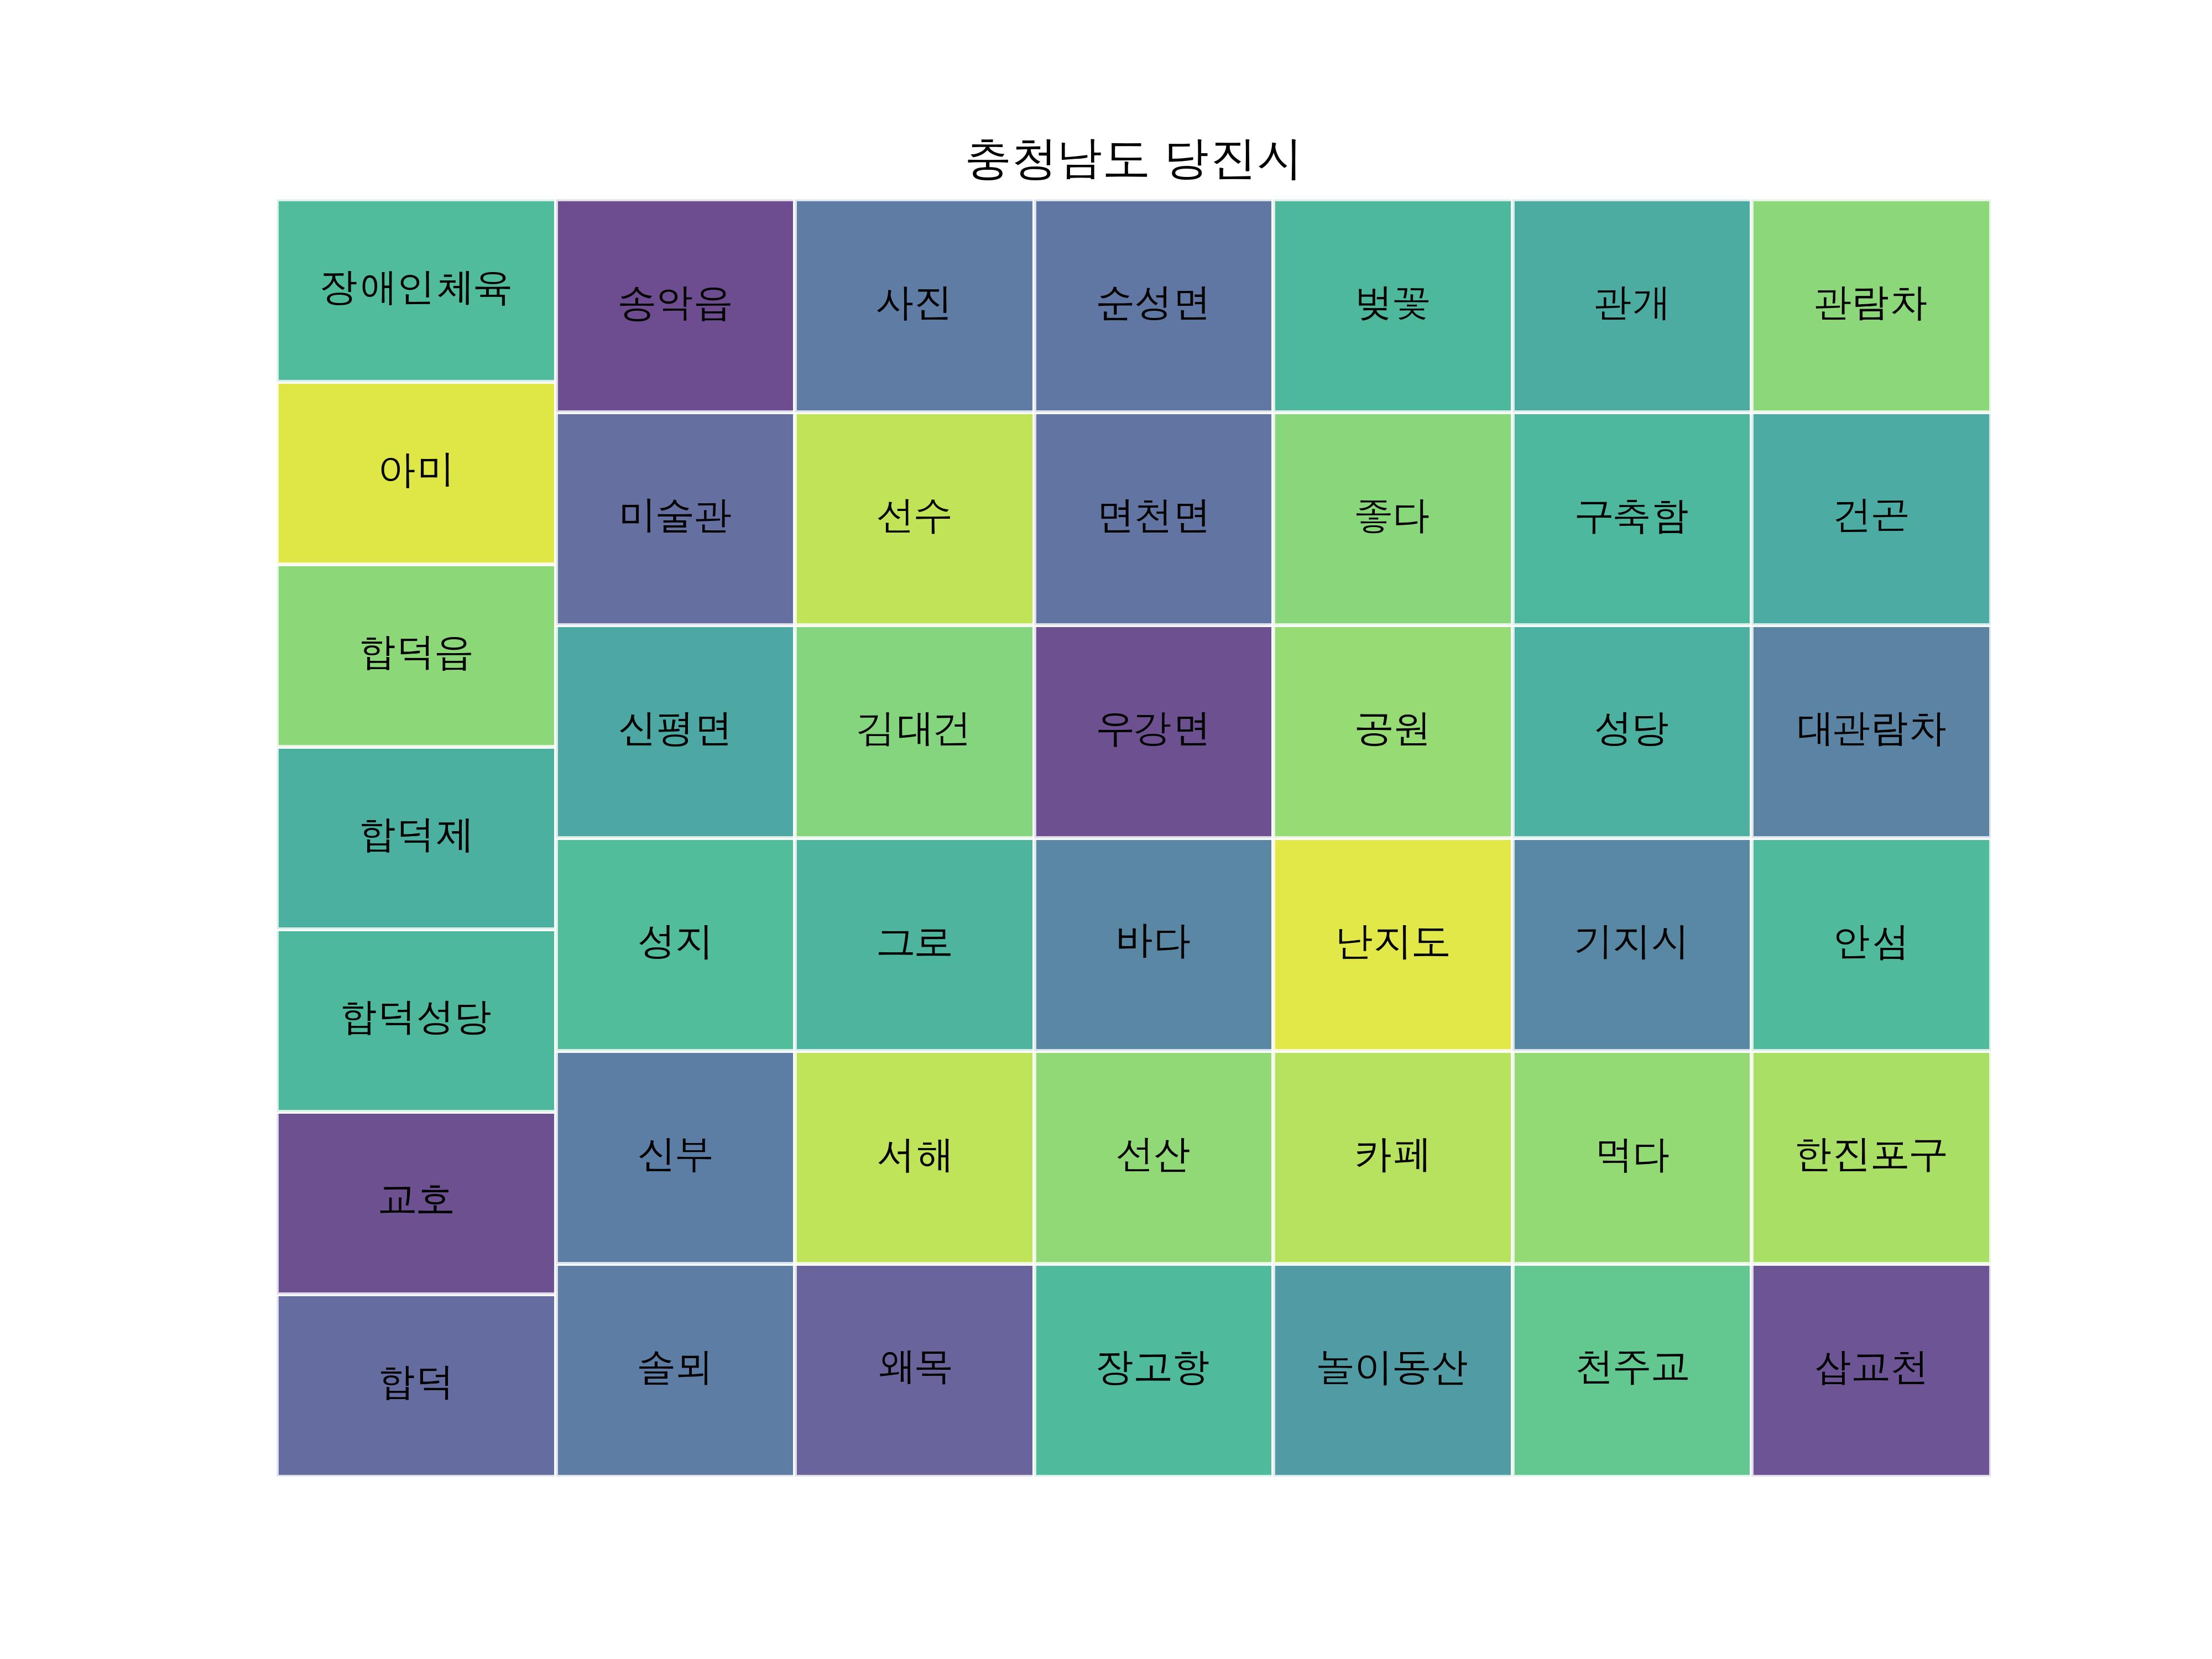 충청남도 당진시
장애인체육
아미
합덕읍
합덕제
합덕성당
교호
합덕
송악읍
미술관
신평면
성지
신부
솔뫼
사진
선수
김대건
그로
서해
왜목
순성면
면천면
우강면
바다
선산
장고항
벚꽃
좋다
공원
난지도
카페
놀이동산
관개
구축함
성당
기지시
먹다
천주교
관람차
건곤
대관람차
안섬
한진포구
삽교천